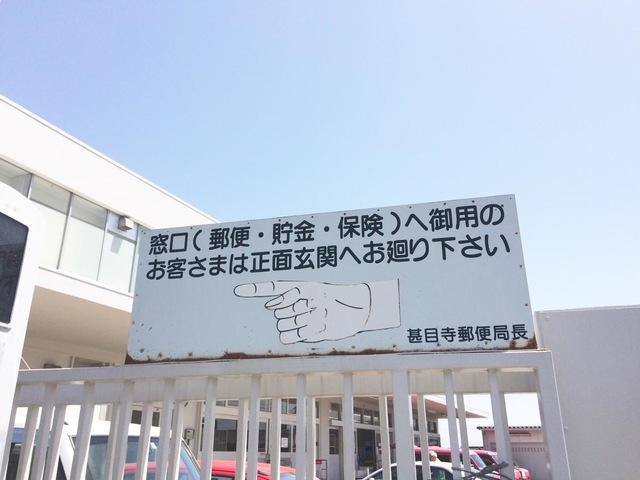 窓口(郵便・貯金・保険)へ御用の
お客さまは正面玄関へお廻り下さい
甚目寺郵便局長